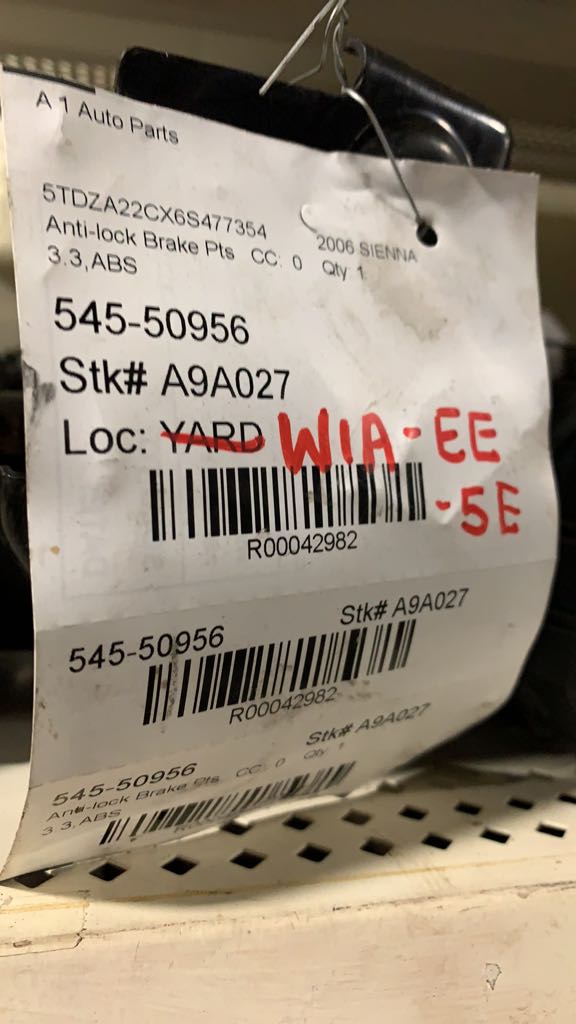 A 1 Auto Parts
5TDZA22CX6S477354
2006 SIENNA
Anti-lock Brake Pts CC: 0 Qty 1
3.3,ABS
545-50956
Stk# A9A027
Loc: YARD W1A-EE
-5E
R00042982
545-50956 Stk# A9A027
R00042982
545-50956 Stk# A9A027
Anti-lock Brake Pts CC: 0 Qty 1
3.3,ABS